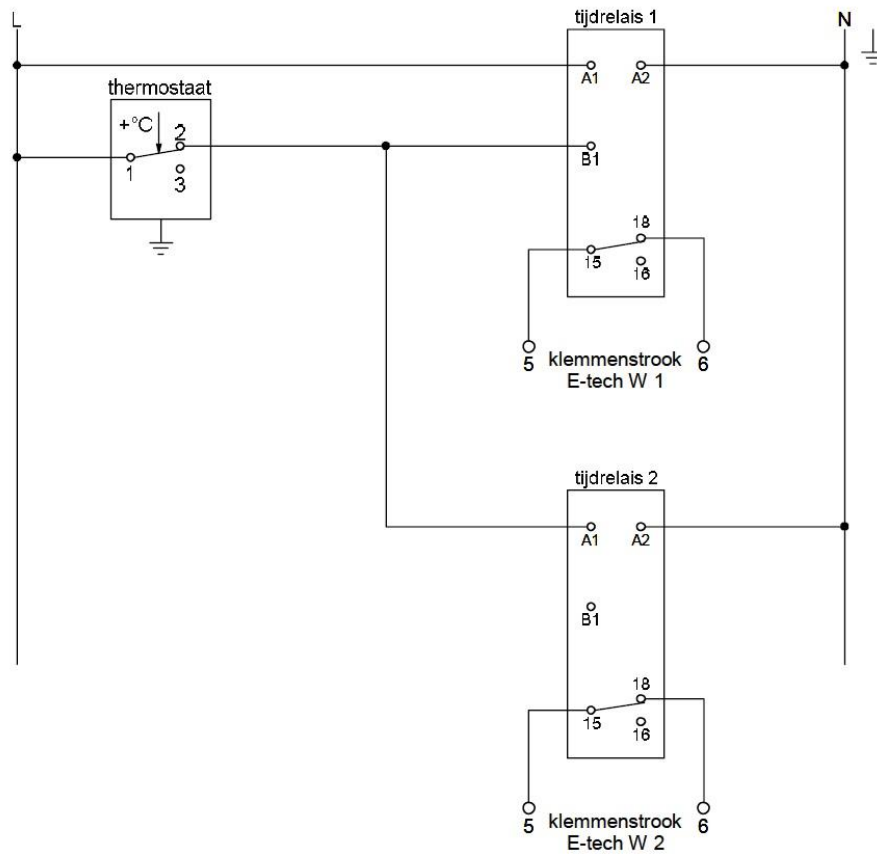 L
tijdrelais 1
N
A1 A2
thermostaat
+°C
2
1
3
B1
18
15
16
5 klemmenstrook 6
E-tech W 1
tijdrelais 2
A1 A2
B1
18
15
16
5 klemmenstrook 6
E-tech W 2